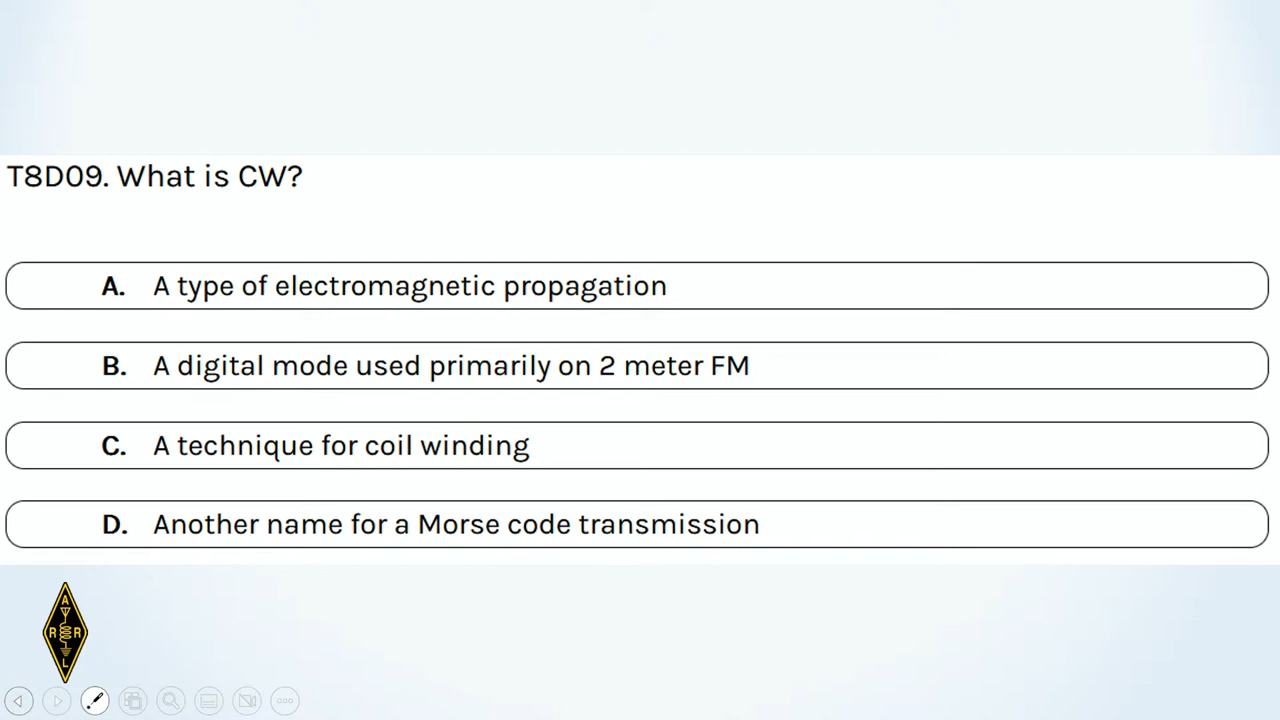 T8D09. What is CW?
A. A type of electromagnetic propagation
B. A digital mode used primarily on 2 meter FM
C. A technique for coil winding
D. Another name for a Morse code transmission
A
R R
L